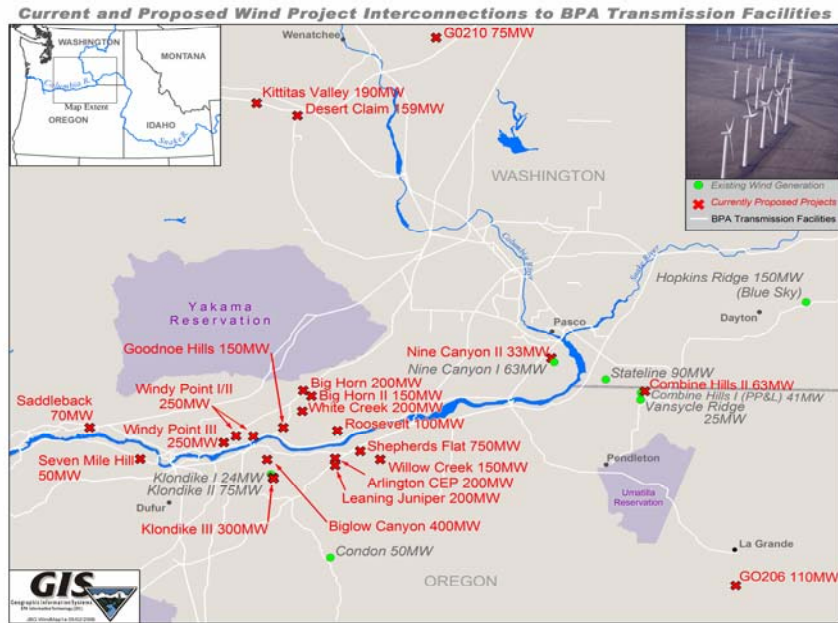 Current and Proposed Wind Project Interconnections to BPA Transmission Facilities
WASHINGTON
MONTANA
Columbia R.
Map Extent
OREGON
IDAHO
Snake R.
Wenatchee
G0210 75MW
Kittitas Valley 190MW
Desert Claim 159MW
WASHINGTON
Existing Wind Generation
Currently Proposed Projects
BPA Transmission Facilities
Columbia River
Snake River
Hopkins Ridge 150MW
(Blue Sky)
Dayton
Yakama
Reservation
Pasco
Goodnoe Hills 150MW
Nine Canyon II 33MW
Nine Canyon I 63MW
Stateline 90MW
Combine Hills II 63MW
Combine Hills I (PP&L) 41MW
Vansycle Ridge
25MW
Big Horn 200MW
Big Horn II 150MW
White Creek 200MW
Windy Point I/II
250MW
Saddleback
70MW
Roosevelt 100MW
Windy Point III
250MW
Shepherds Flat 750MW
Seven Mile Hill
50MW
Willow Creek 150MW
Klondike I 24MW
Klondike II 75MW
Arlington CEP 200MW
Leaning Juniper 200MW
Pendleton
Umatilla
Reservation
Dufur
Klondike III 300MW
Biglow Canyon 400MW
Condon 50MW
La Grande
OREGON
GO206 110MW
GIS
Geographic Information Systems